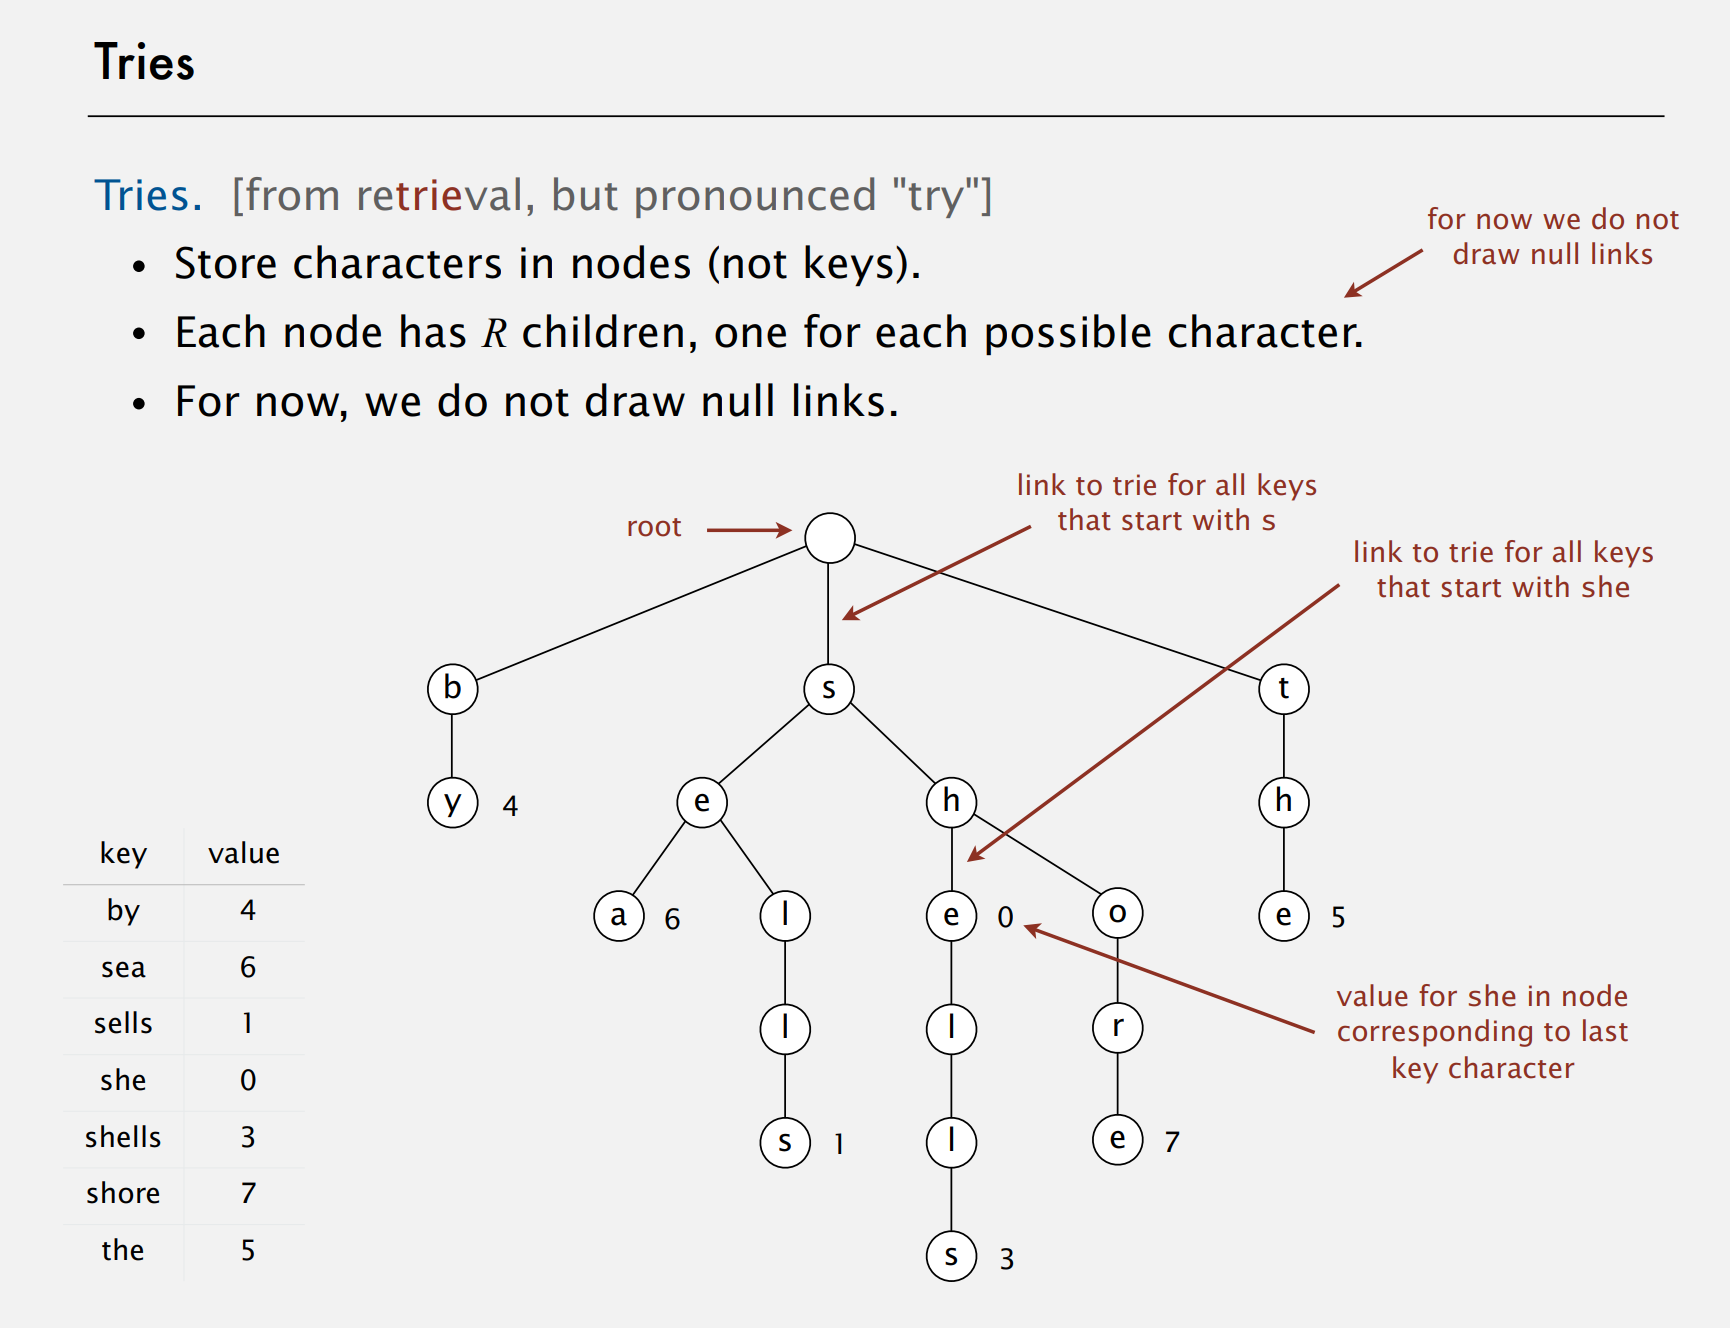 Tries
Tries. [from retrieval, but pronounced "try"]
• Store characters in nodes (not keys).
• Each node has R children, one for each possible character.
• For now, we do not draw null links.
for now we do not
draw null links
link to trie for all keys
that start with s
root
link to trie for all keys
that start with she
b
s
t
y 4
e
h
h
a 6
l
e 0
o
e 5
l
l
r
value for she in node
corresponding to last
key character
s 1
l
e 7
s 3
key value
by 4
sea 6
sells 1
she 0
shells 3
shore 7
the 5